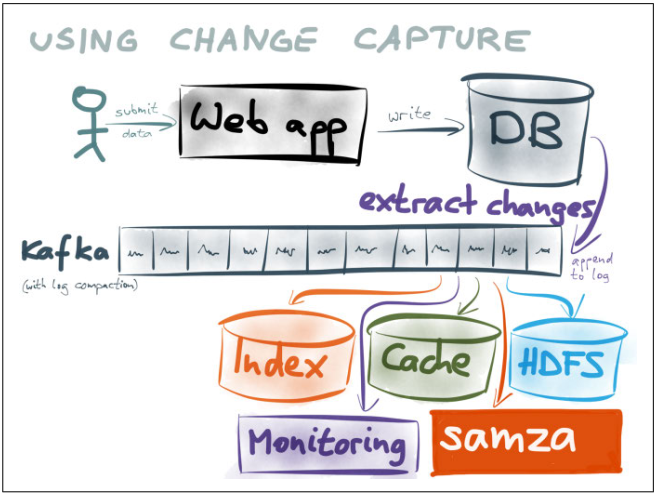 USING CHANGE CAPTURE
submit
data
Web app
write
DB
extract changes
Kafka
(with log compaction)
append
to log
Index
Cache
HDFS
Monitoring
samza